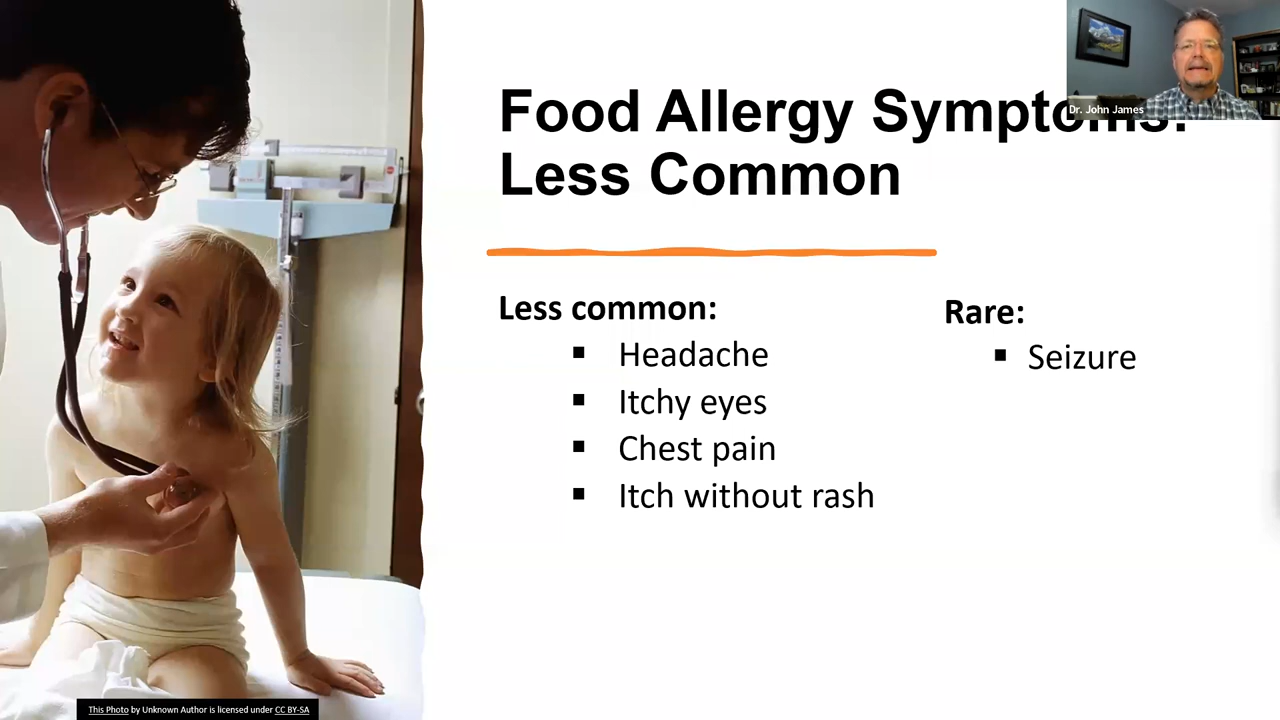 Dr. John James
Food Allergy Symptoms:
Less Common
Less common:
▪ Headache
▪ Itchy eyes
▪ Chest pain
▪ Itch without rash
Rare:
▪ Seizure
This Photo by Unknown Author is licensed under CC BY-SA